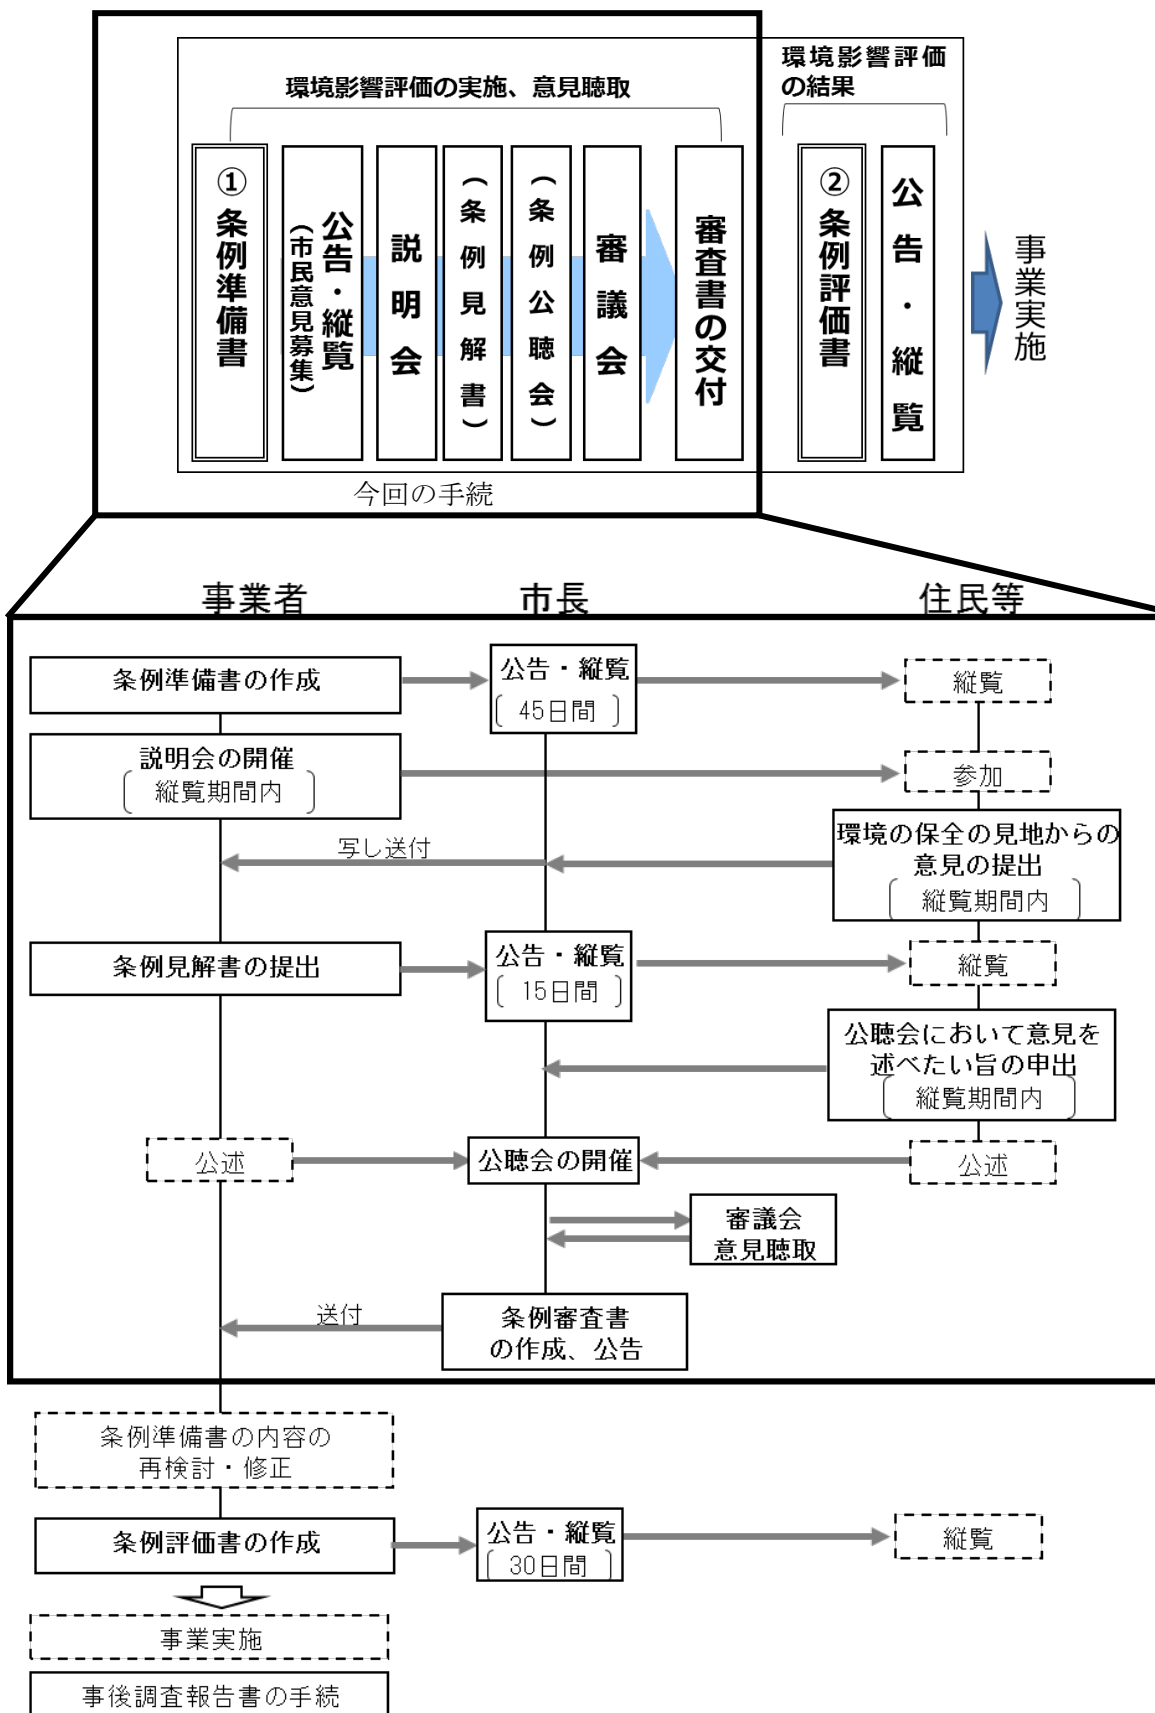 環境影響評価の実施、意見聴取
環境影響評価
の結果
①条例準備書
公告・縦覧
(市民意見募集)
説明会
(条例見解書)
(条例公聴会)
審議会
審査書の交付
②条例評価書
公告・縦覧
事業実施
今回の手続
事業者
市長
住民等
条例準備書の作成
公告・縦覧
45日間
縦覧
説明会の開催
縦覧期間内
参加
環境の保全の見地からの
意見の提出
縦覧期間内
写し送付
条例見解書の提出
公告・縦覧
15日間
縦覧
公聴会において意見を
述べたい旨の申出
縦覧期間内
公述
公聴会の開催
公述
審議会
意見聴取
送付
条例審査書
の作成、公告
条例準備書の内容の
再検討・修正
条例評価書の作成
公告・縦覧
30日間
縦覧
事業実施
事後調査報告書の手続